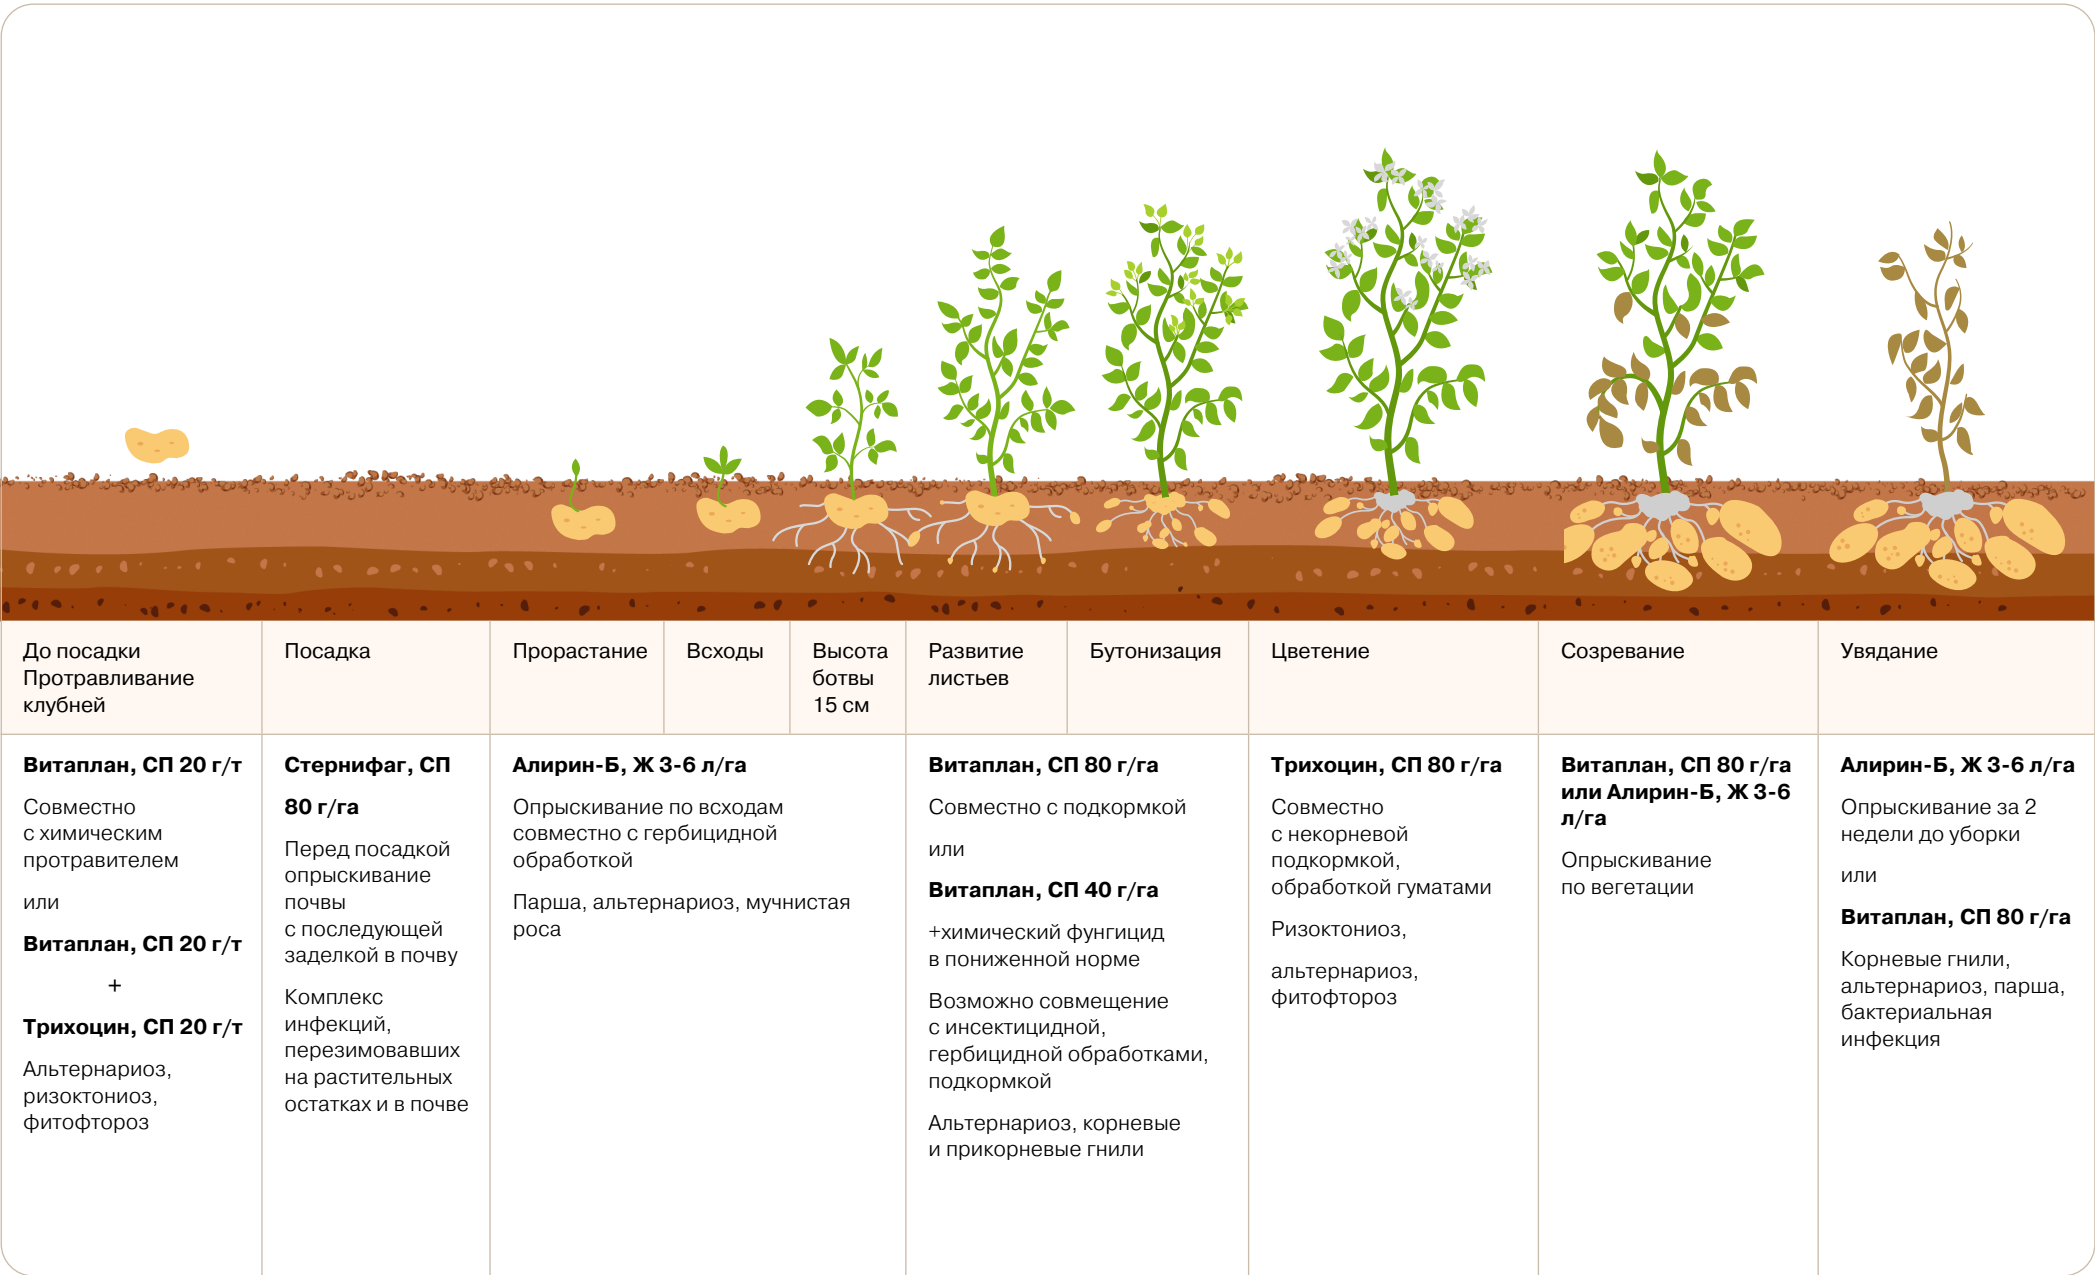 До посадки
Протравливание
клубней
Посадка
Прорастание
Всходы
Высота
ботвы
15 см
Развитие
листьев
Бутонизация
Цветение
Созревание
Увядание
Витаплан, СП 20 г/т
Совместно
с химическим
протравителем
или
Витаплан, СП 20 г/т
+
Трихоцин, СП 20 г/т
Альтернариоз,
ризоктониоз,
фитофтороз
Стернифаг, СП
80 г/га
Перед посадкой
опрыскивание
почвы
с последующей
заделкой в почву
Комплекс
инфекций,
перезимовавших
на растительных
остатках и в почве
Алирин-Б, Ж 3-6 л/га
Опрыскивание по всходам
совместно с гербицидной
обработкой
Парша, альтернариоз, мучнистая
роса
Витаплан, СП 80 г/га
Совместно с подкормкой
или
Витаплан, СП 40 г/га
+химический фунгицид
в пониженной норме
Возможно совмещение
с инсектицидной,
гербицидной обработками,
подкормкой
Альтернариоз, корневые
и прикорневые гнили
Трихоцин, СП 80 г/га
Совместно
с некорневой
подкормкой,
обработкой гуматами
Ризоктониоз,
альтернариоз,
фитофтороз
Витаплан, СП 80 г/га
или Алирин-Б, Ж 3-6
л/га
Опрыскивание
по вегетации
Алирин-Б, Ж 3-6 л/га
Опрыскивание за 2
недели до уборки
или
Витаплан, СП 80 г/га
Корневые гнили,
альтернариоз, парша,
бактериальная
инфекция